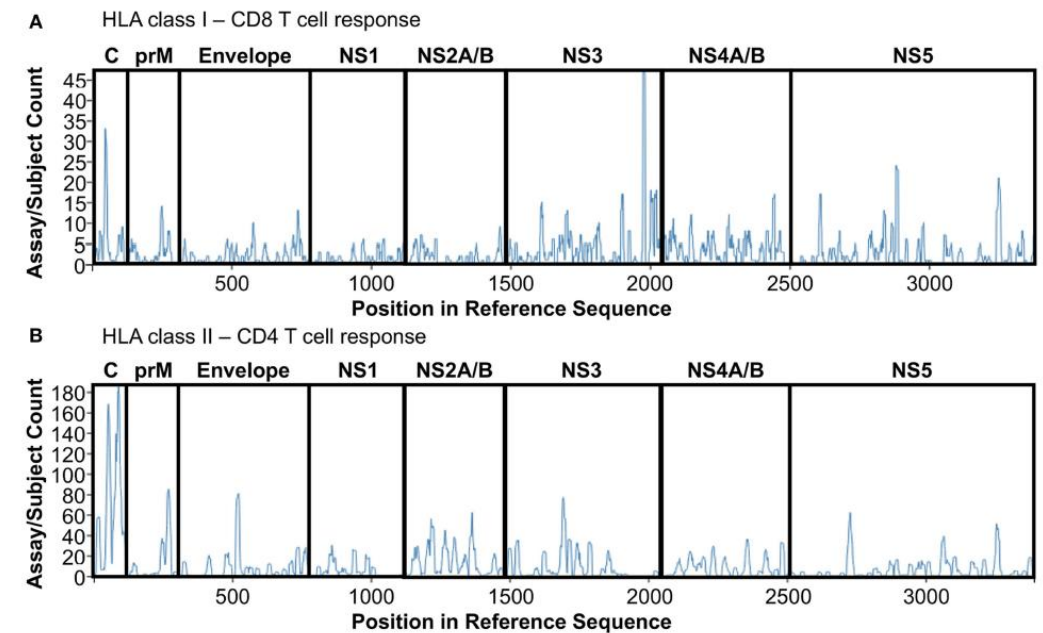 A HLA class I – CD8 T cell response
C prM Envelope NS1 NS2A/B NS3 NS4A/B NS5
Assay/Subject Count
45
40
35
30
25
20
15
10
5
0
500 1000 1500 2000 2500 3000
Position in Reference Sequence
B HLA class II – CD4 T cell response
C prM Envelope NS1 NS2A/B NS3 NS4A/B NS5
Assay/Subject Count
180
160
140
120
100
80
60
40
20
0
500 1000 1500 2000 2500 3000
Position in Reference Sequence